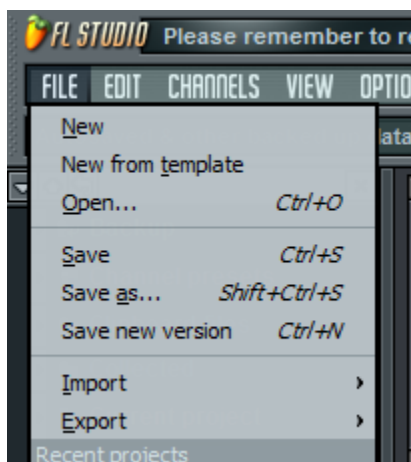 FL STUDIO Please remember to r
FILE EDIT CHANNELS VIEW OPTIO
New
ata
New from template
Open... Ctrl+O
Save Ctrl+S
Save as... Shift+Ctrl+S
Save new version Ctrl+N
Import
Export
Recent projects